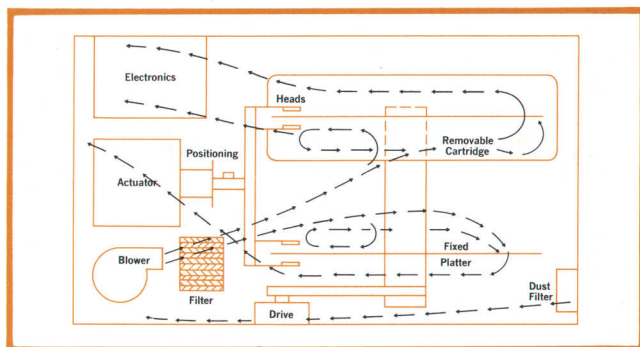 Electronics
Heads
Removable
Cartridge
Positioning
Actuator
Blower
Filter
Fixed
Platter
Drive
Dust
Filter